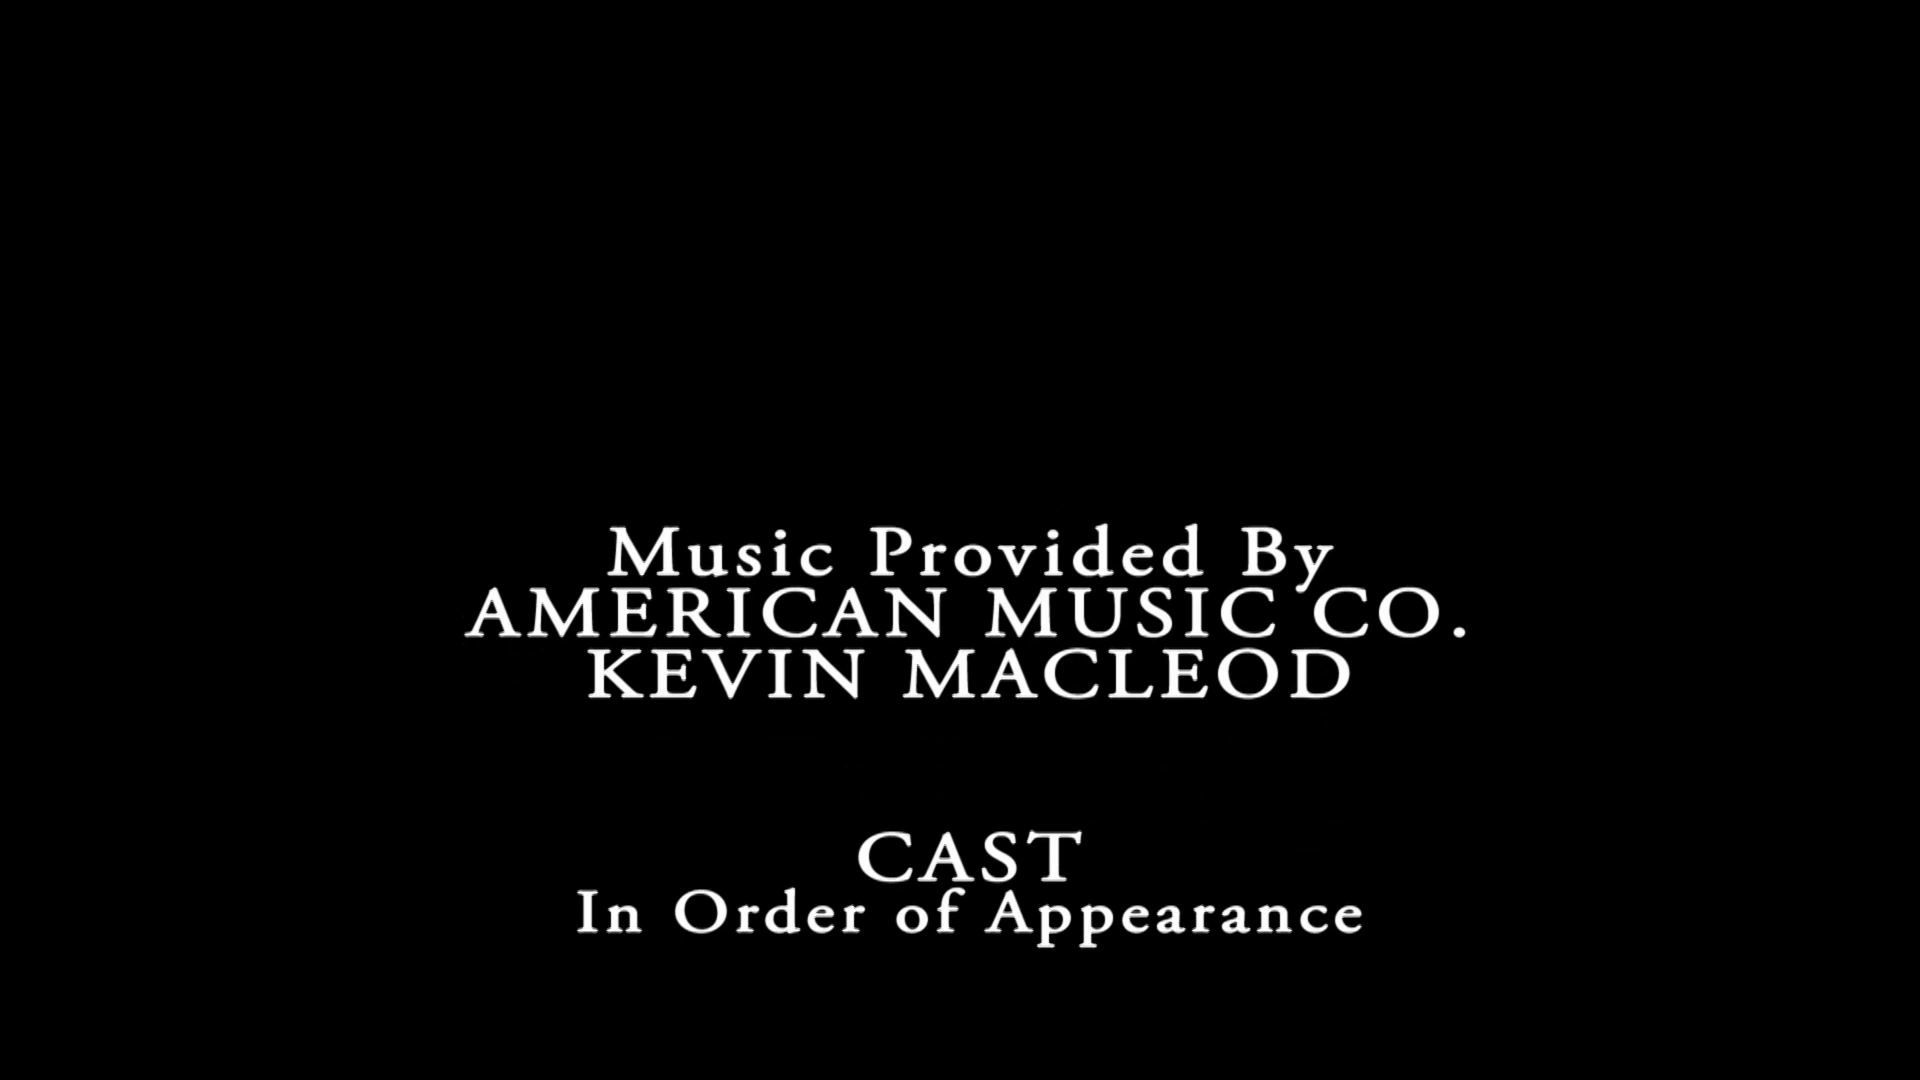 Music Provided By
AMERICAN MUSIC CO.
KEVIN MACLEOD
CAST
In Order of Appearance